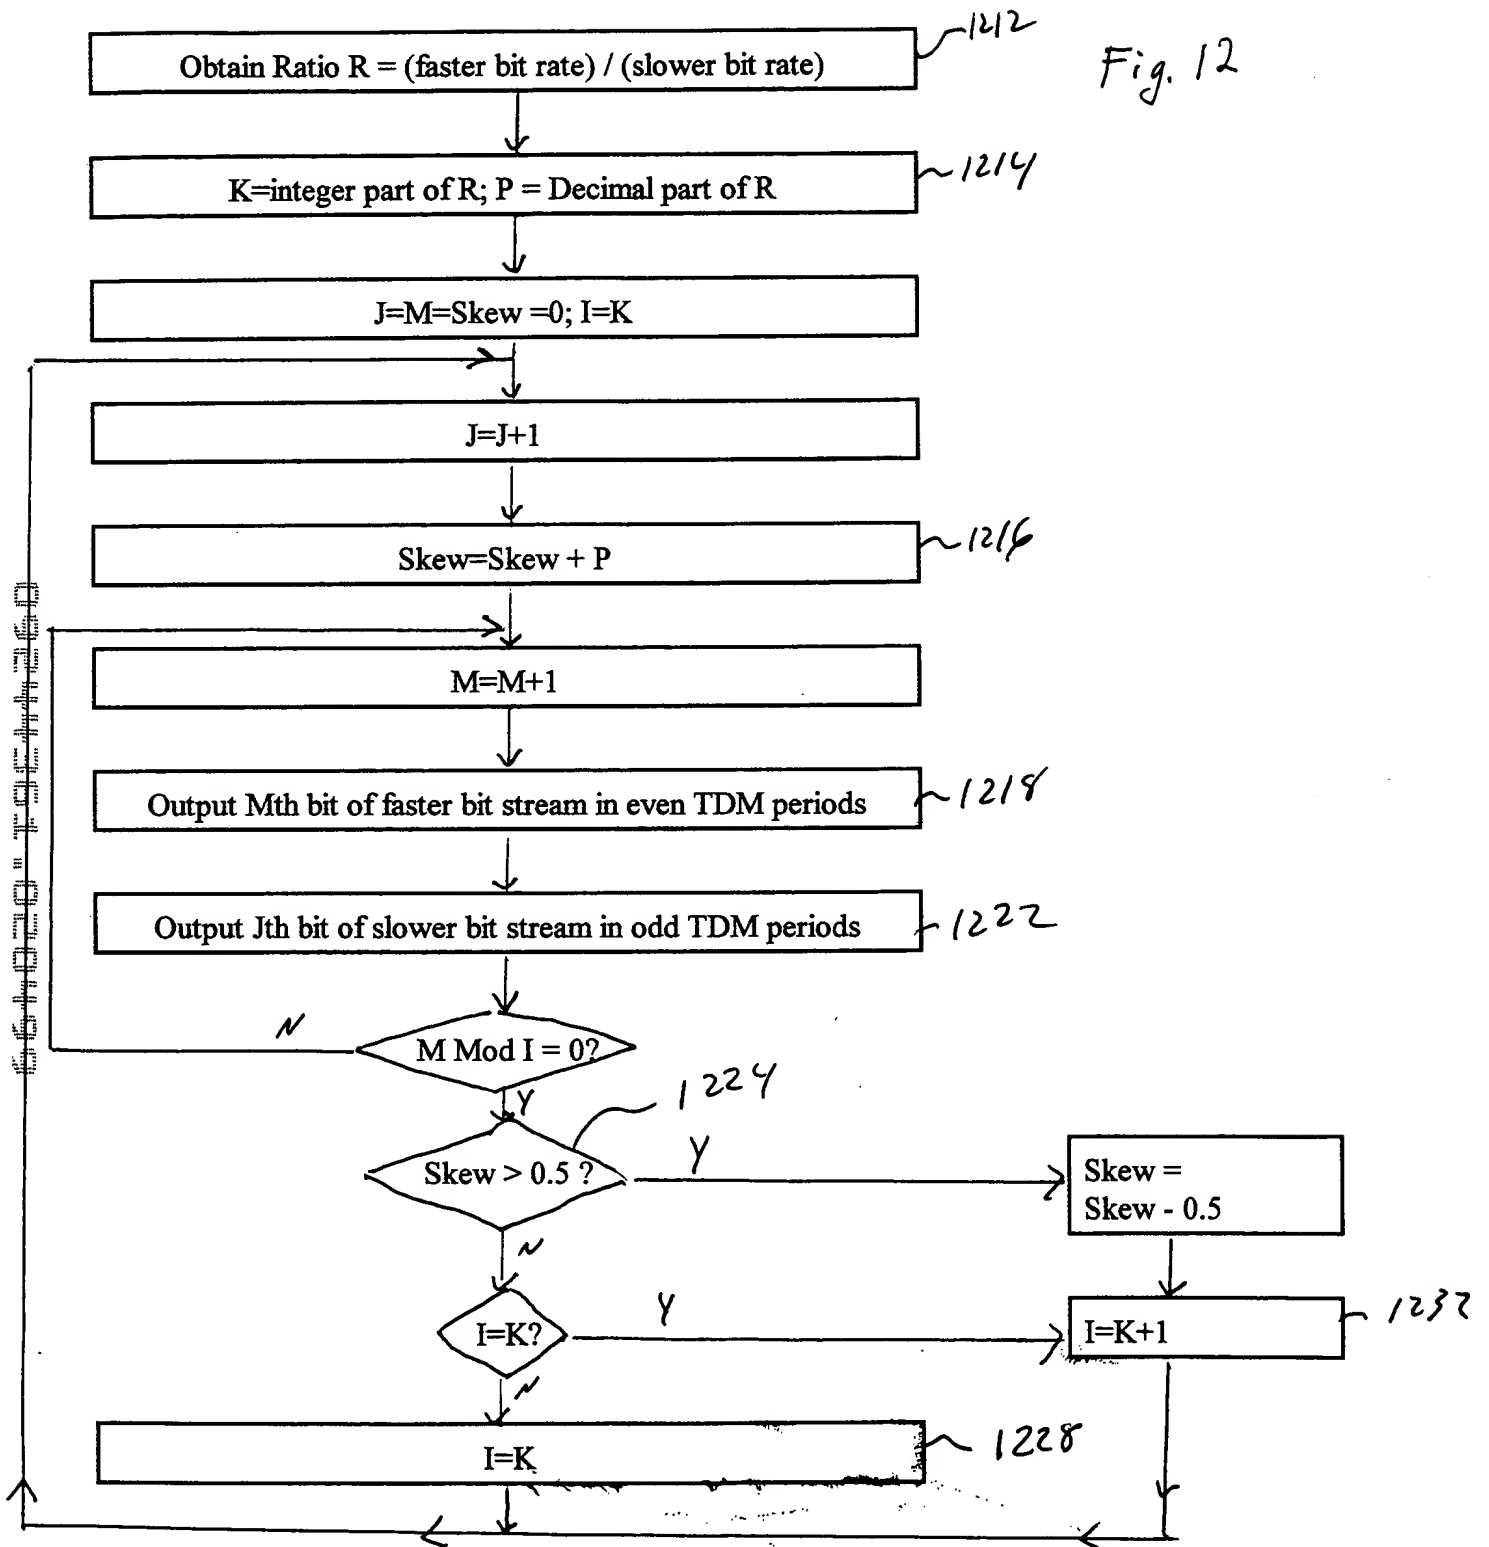 1212
Fig. 12
Obtain Ratio R = (faster bit rate) / (slower bit rate)
K=integer part of R; P = Decimal part of R
1214
J=M=Skew =0; I=K
J=J+1
Skew=Skew + P
1216
M=M+1
Output Mth bit of faster bit stream in even TDM periods
1218
Output Jth bit of slower bit stream in odd TDM periods
1222
N
M Mod I = 0?
Y
1224
Skew > 0.5 ?
Y
Skew =
Skew - 0.5
N
I=K?
Y
I=K+1
1232
N
I=K
1228